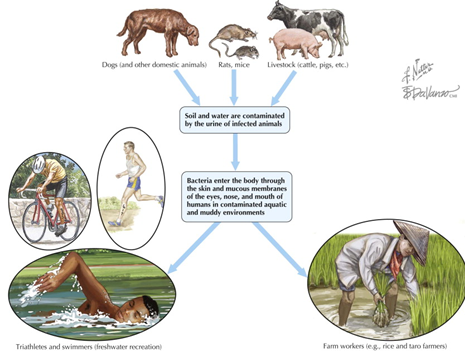 Dogs (and other domestic animals)
Rats, mice
Livestock (cattle, pigs, etc.)
Soil and water are contaminated
by the urine of infected animals
Bacteria enter the body through
the skin and mucous membranes
of the eyes, nose, and mouth of
humans in contaminated aquatic
and muddy environments
Triathletes and swimmers (freshwater recreation)
Farm workers (e.g., rice and taro farmers)